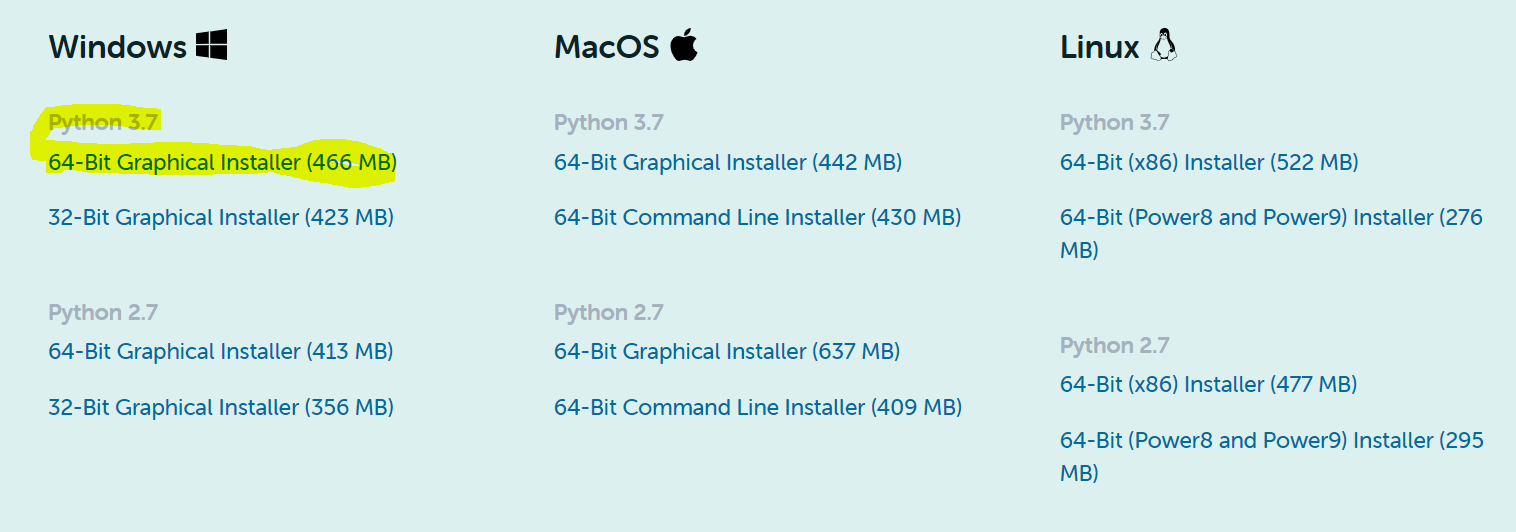 Windows
Python 3.7
64-Bit Graphical Installer (466 MB)
32-Bit Graphical Installer (423 MB)
Python 2.7
64-Bit Graphical Installer (413 MB)
32-Bit Graphical Installer (356 MB)
MacOS
Python 3.7
64-Bit Graphical Installer (442 MB)
64-Bit Command Line Installer (430 MB)
Python 2.7
64-Bit Graphical Installer (637 MB)
64-Bit Command Line Installer (409 MB)
Linux
Python 3.7
64-Bit (x86) Installer (522 MB)
64-Bit (Power8 and Power9) Installer (276
MB)
Python 2.7
64-Bit (x86) Installer (477 MB)
64-Bit (Power8 and Power9) Installer (295
MB)